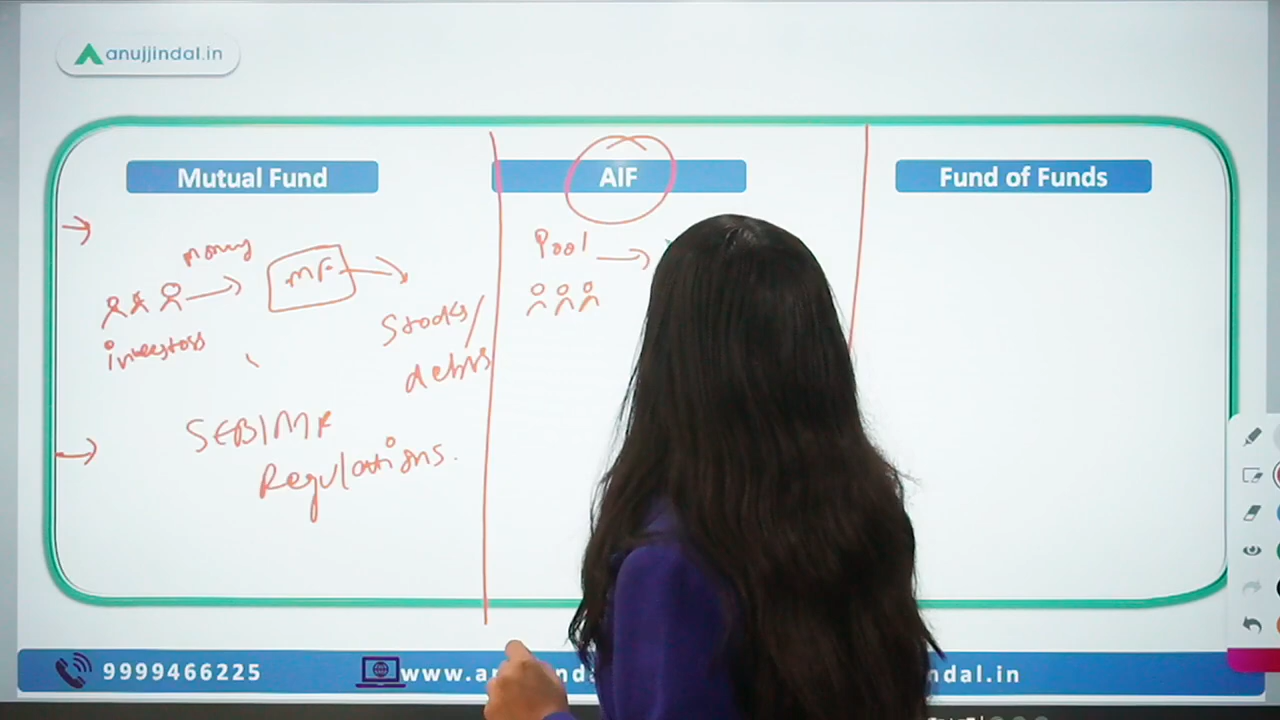 anujjindal.in
Mutual Fund
AIF
Fund of Funds
money
MF
investors
Stocks/
debts
SEBI MF
Regulations.
Pool
9999466225
www.an
ndal.in